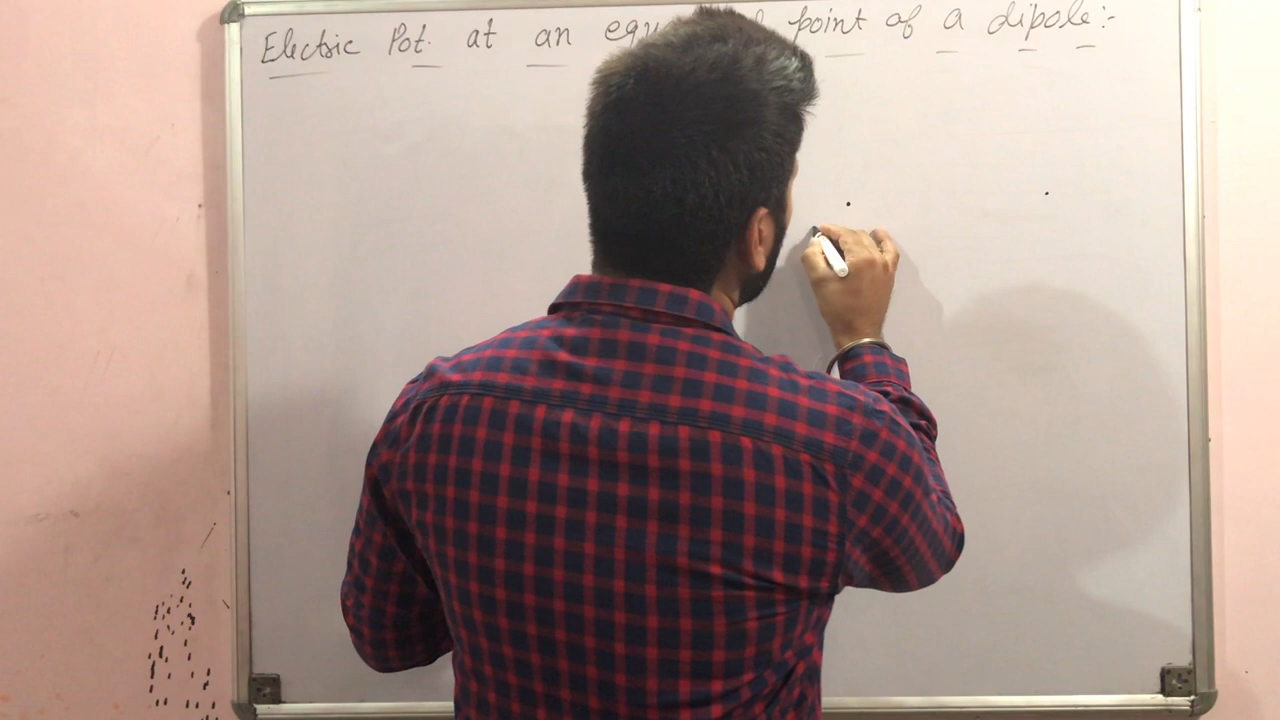 Electric Pot. at an point of a dipole:-